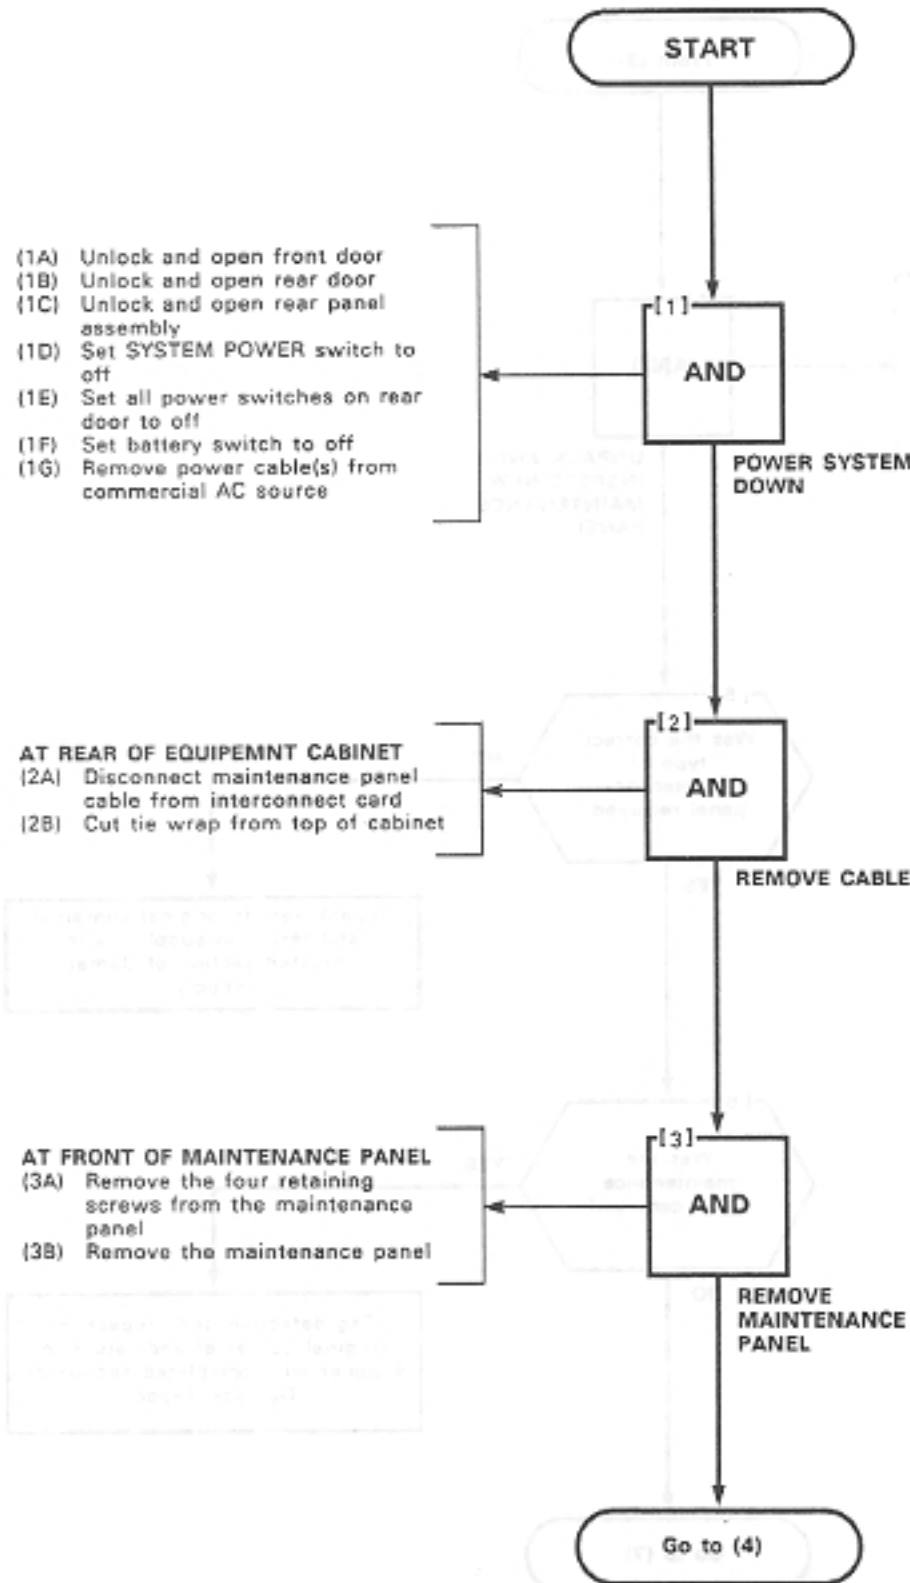 START
(1A) Unlock and open front door
(1B) Unlock and open rear door
(1C) Unlock and open rear panel
assembly
(1D) Set SYSTEM POWER switch to
off
(1E) Set all power switches on rear
door to off
(1F) Set battery switch to off
(1G) Remove power cable(s) from
commercial AC source
[1]
AND
POWER SYSTEM
DOWN
AT REAR OF EQUIPEMNT CABINET
(2A) Disconnect maintenance panel
cable from interconnect card
(2B) Cut tie wrap from top of cabinet
[2]
AND
REMOVE CABLE
AT FRONT OF MAINTENANCE PANEL
(3A) Remove the four retaining
screws from the maintenance
panel
(3B) Remove the maintenance panel
[3]
AND
REMOVE
MAINTENANCE
PANEL
Go to (4)